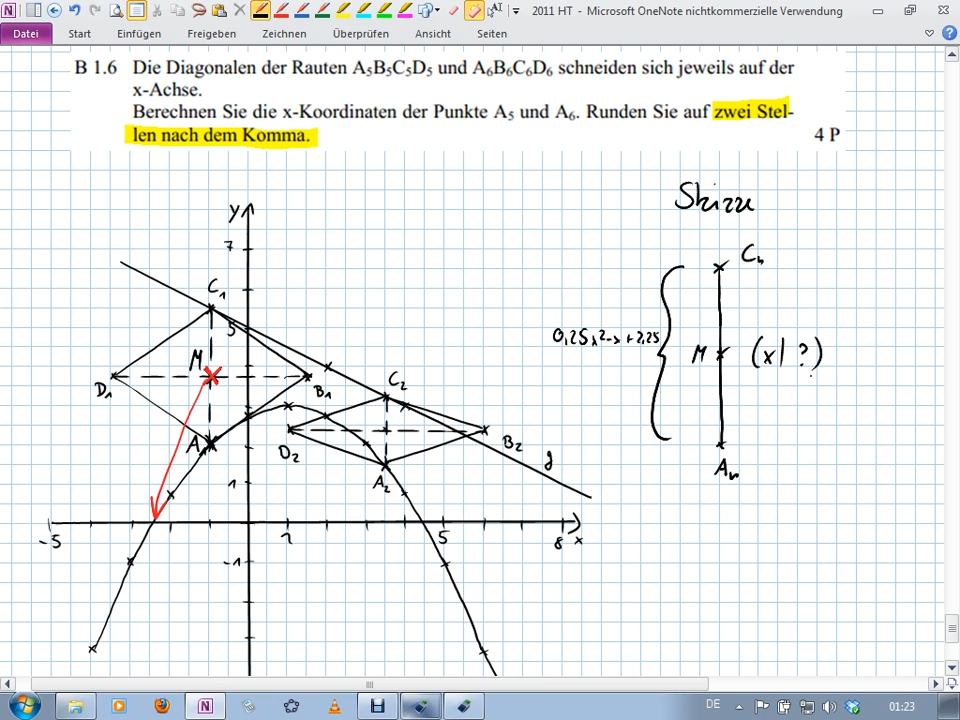 2011 HT - Microsoft OneNote nichtkommerzielle Verwendung
Datei Start Einfügen Freigeben Zeichnen Überprüfen Ansicht Seiten
B 1.6 Die Diagonalen der Rauten A₅B₅C₅D₅ und A₆B₆C₆D₆ schneiden sich jeweils auf der
x-Achse.
Berechnen Sie die x-Koordinaten der Punkte A₅ und A₆. Runden Sie auf zwei Stel-
len nach dem Komma.
4 P
Skizze
y
7
C₁
5
M
D₁
B₁
A₁
C₂
D₂
B₂
A₂
g
1
-5
1
5
8
x
-1
Cₙ
0,25x²-x+2,25
M (x|?)
Aₙ
DE
01:23